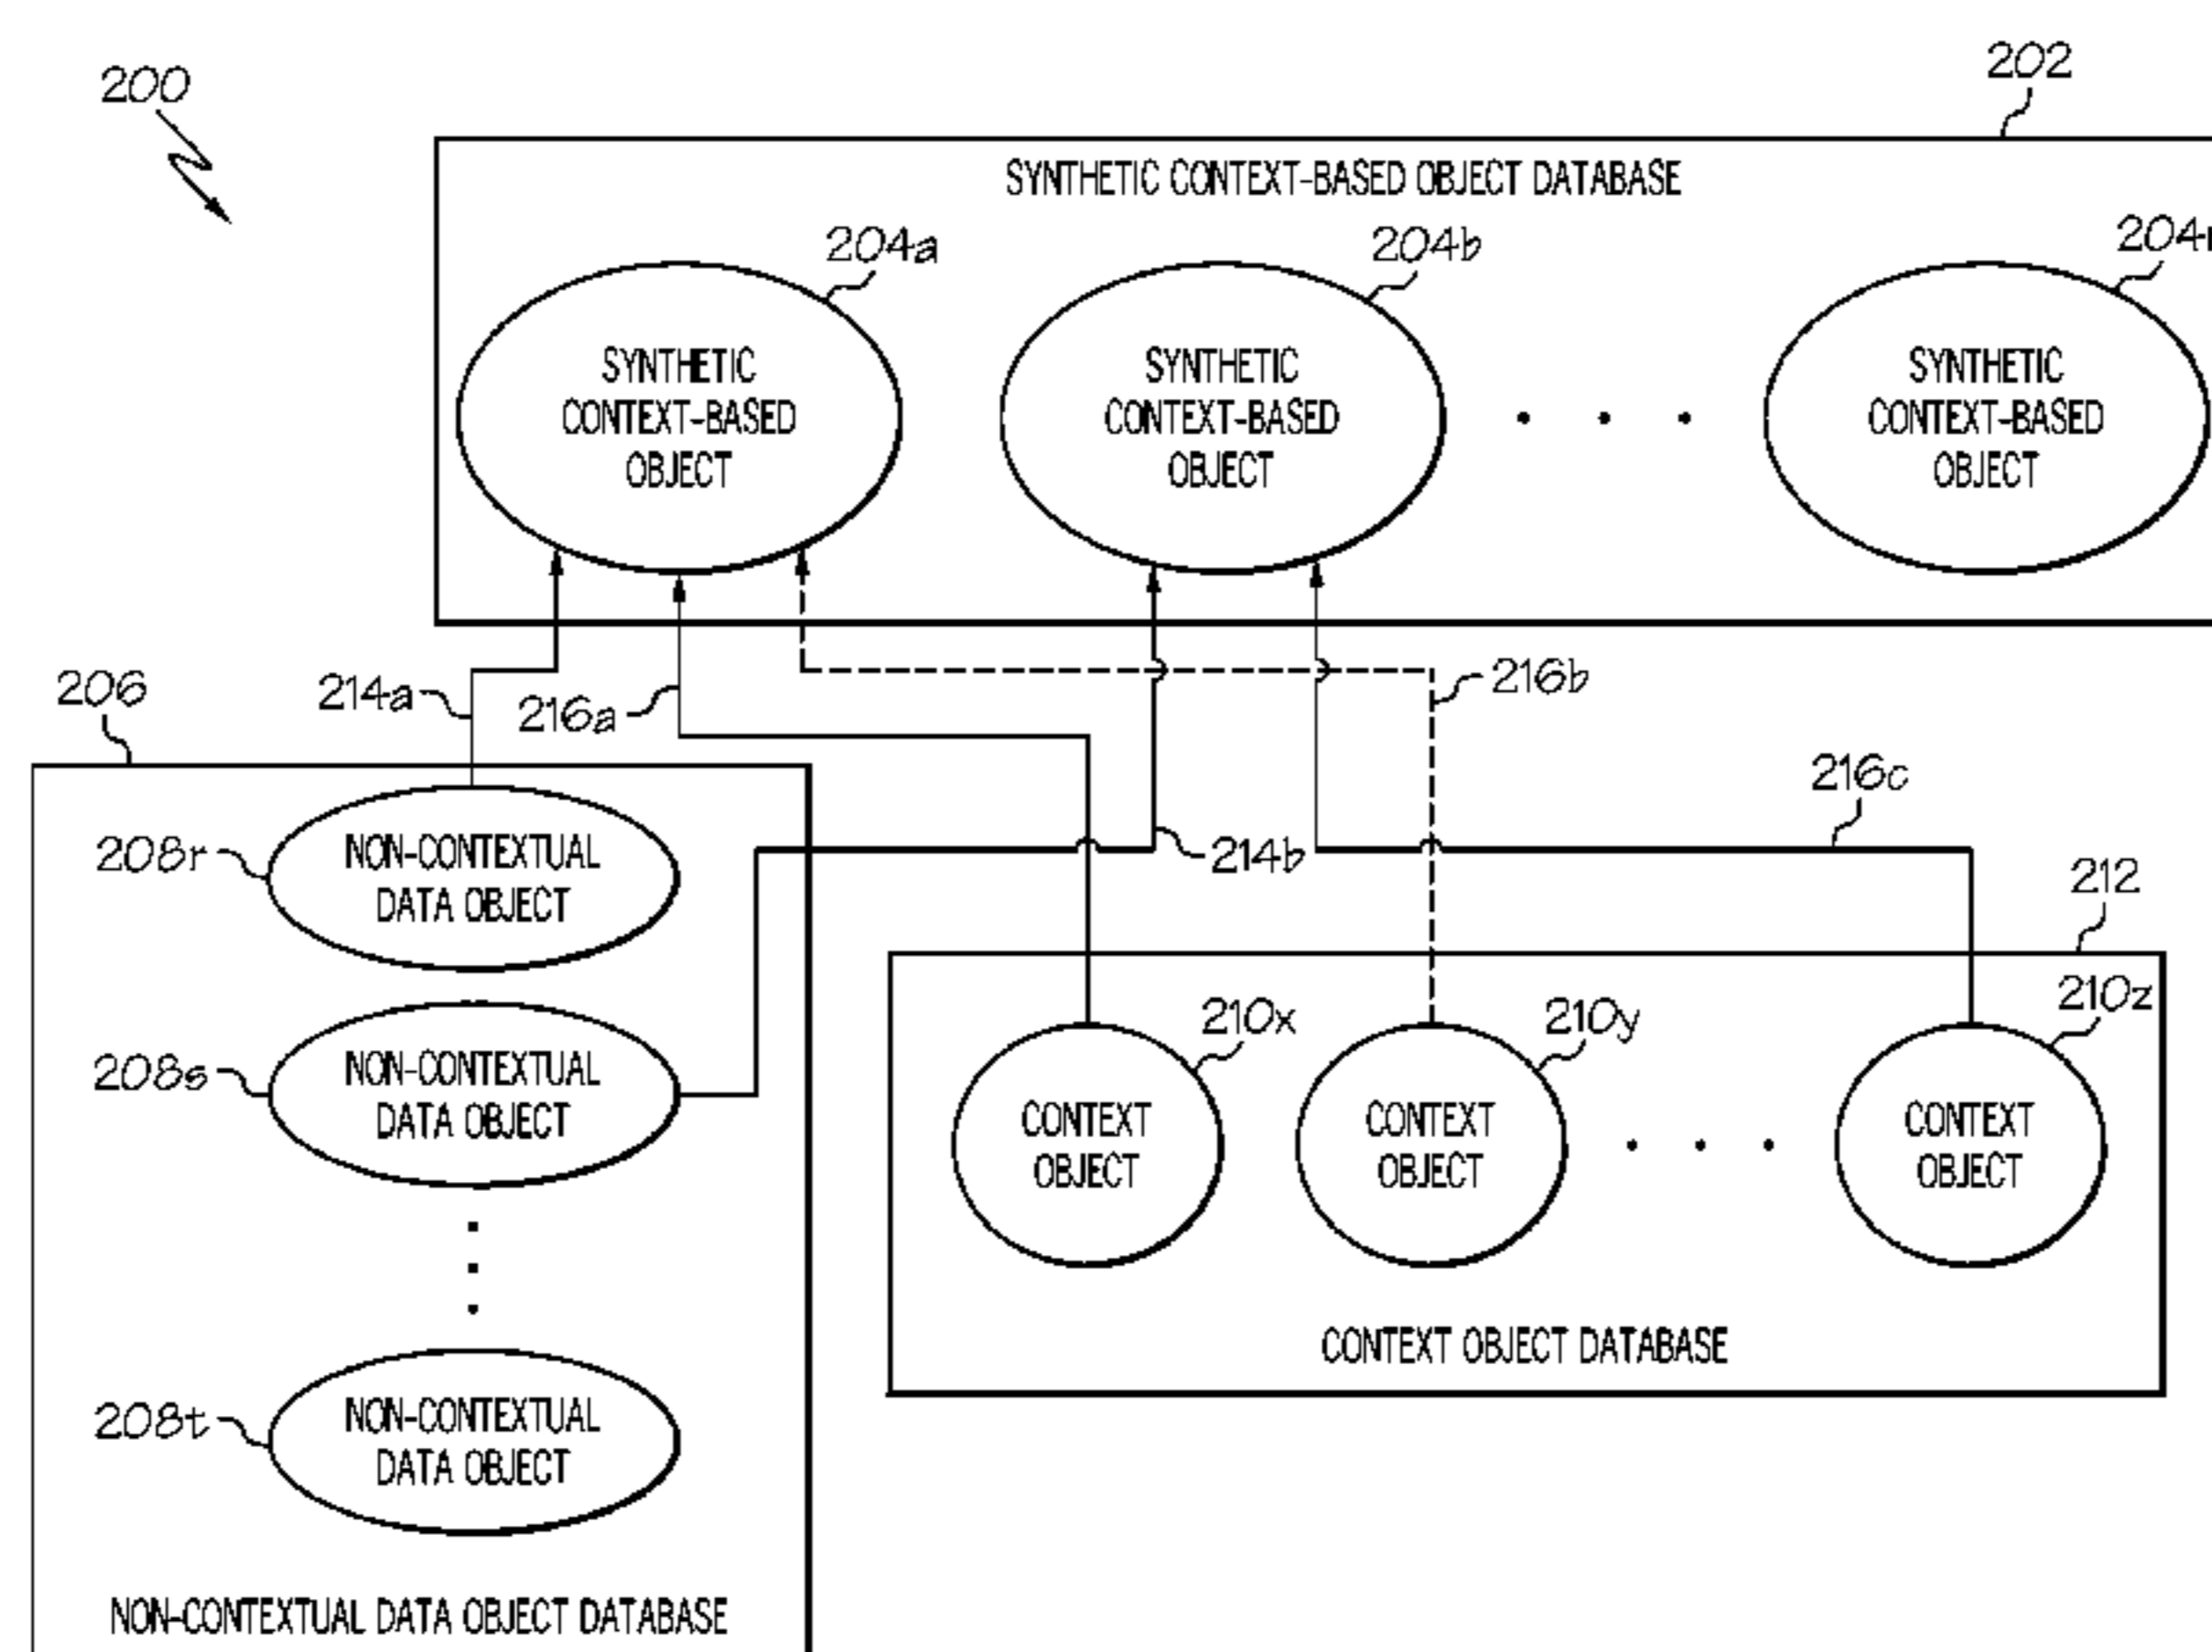 200
202
SYNTHETIC CONTEXT-BASED OBJECT DATABASE
204a
204b
SYNTHETIC
CONTEXT-BASED
OBJECT
SYNTHETIC
CONTEXT-BASED
OBJECT
SYNTHETIC
CONTEXT-BASED
OBJECT
206
214a
216a
216b
216c
214b
212
208r
NON-CONTEXTUAL
DATA OBJECT
208s
NON-CONTEXTUAL
DATA OBJECT
208t
NON-CONTEXTUAL
DATA OBJECT
NON-CONTEXTUAL DATA OBJECT DATABASE
210x
210y
210z
CONTEXT
OBJECT
CONTEXT
OBJECT
CONTEXT
OBJECT
CONTEXT OBJECT DATABASE